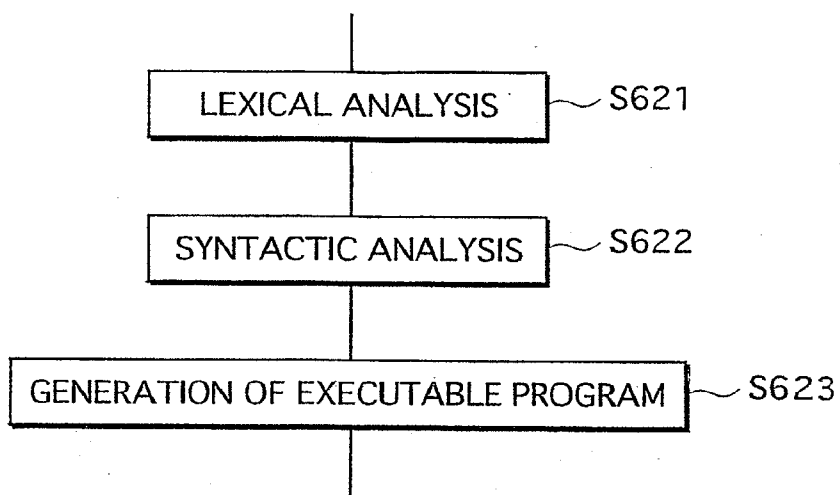 LEXICAL ANALYSIS S621
SYNTACTIC ANALYSIS S622
GENERATION OF EXECUTABLE PROGRAM S623